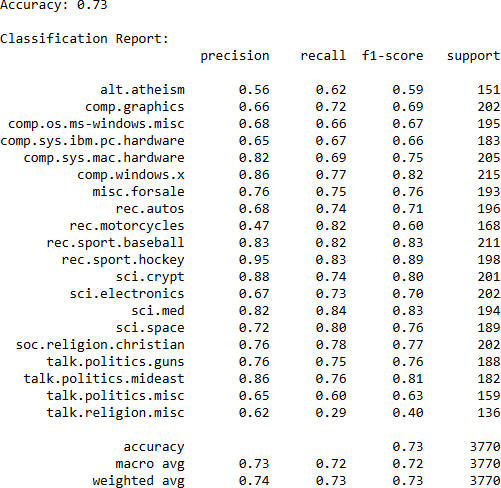 Accuracy: 0.73
Classification Report:
precision recall f1-score support
alt.atheism 0.56 0.62 0.59 151
comp.graphics 0.66 0.72 0.69 202
comp.os.ms-windows.misc 0.68 0.66 0.67 195
comp.sys.ibm.pc.hardware 0.65 0.67 0.66 183
comp.sys.mac.hardware 0.82 0.69 0.75 205
comp.windows.x 0.86 0.77 0.82 215
misc.forsale 0.76 0.75 0.76 193
rec.autos 0.68 0.74 0.71 196
rec.motorcycles 0.47 0.82 0.60 168
rec.sport.baseball 0.83 0.82 0.83 211
rec.sport.hockey 0.95 0.83 0.89 198
sci.crypt 0.88 0.74 0.80 201
sci.electronics 0.67 0.73 0.70 202
sci.med 0.82 0.84 0.83 194
sci.space 0.72 0.80 0.76 189
soc.religion.christian 0.76 0.78 0.77 202
talk.politics.guns 0.76 0.75 0.76 188
talk.politics.mideast 0.86 0.76 0.81 182
talk.politics.misc 0.65 0.60 0.63 159
talk.religion.misc 0.62 0.29 0.40 136
accuracy 0.73 3770
macro avg 0.73 0.72 0.72 3770
weighted avg 0.74 0.73 0.73 3770